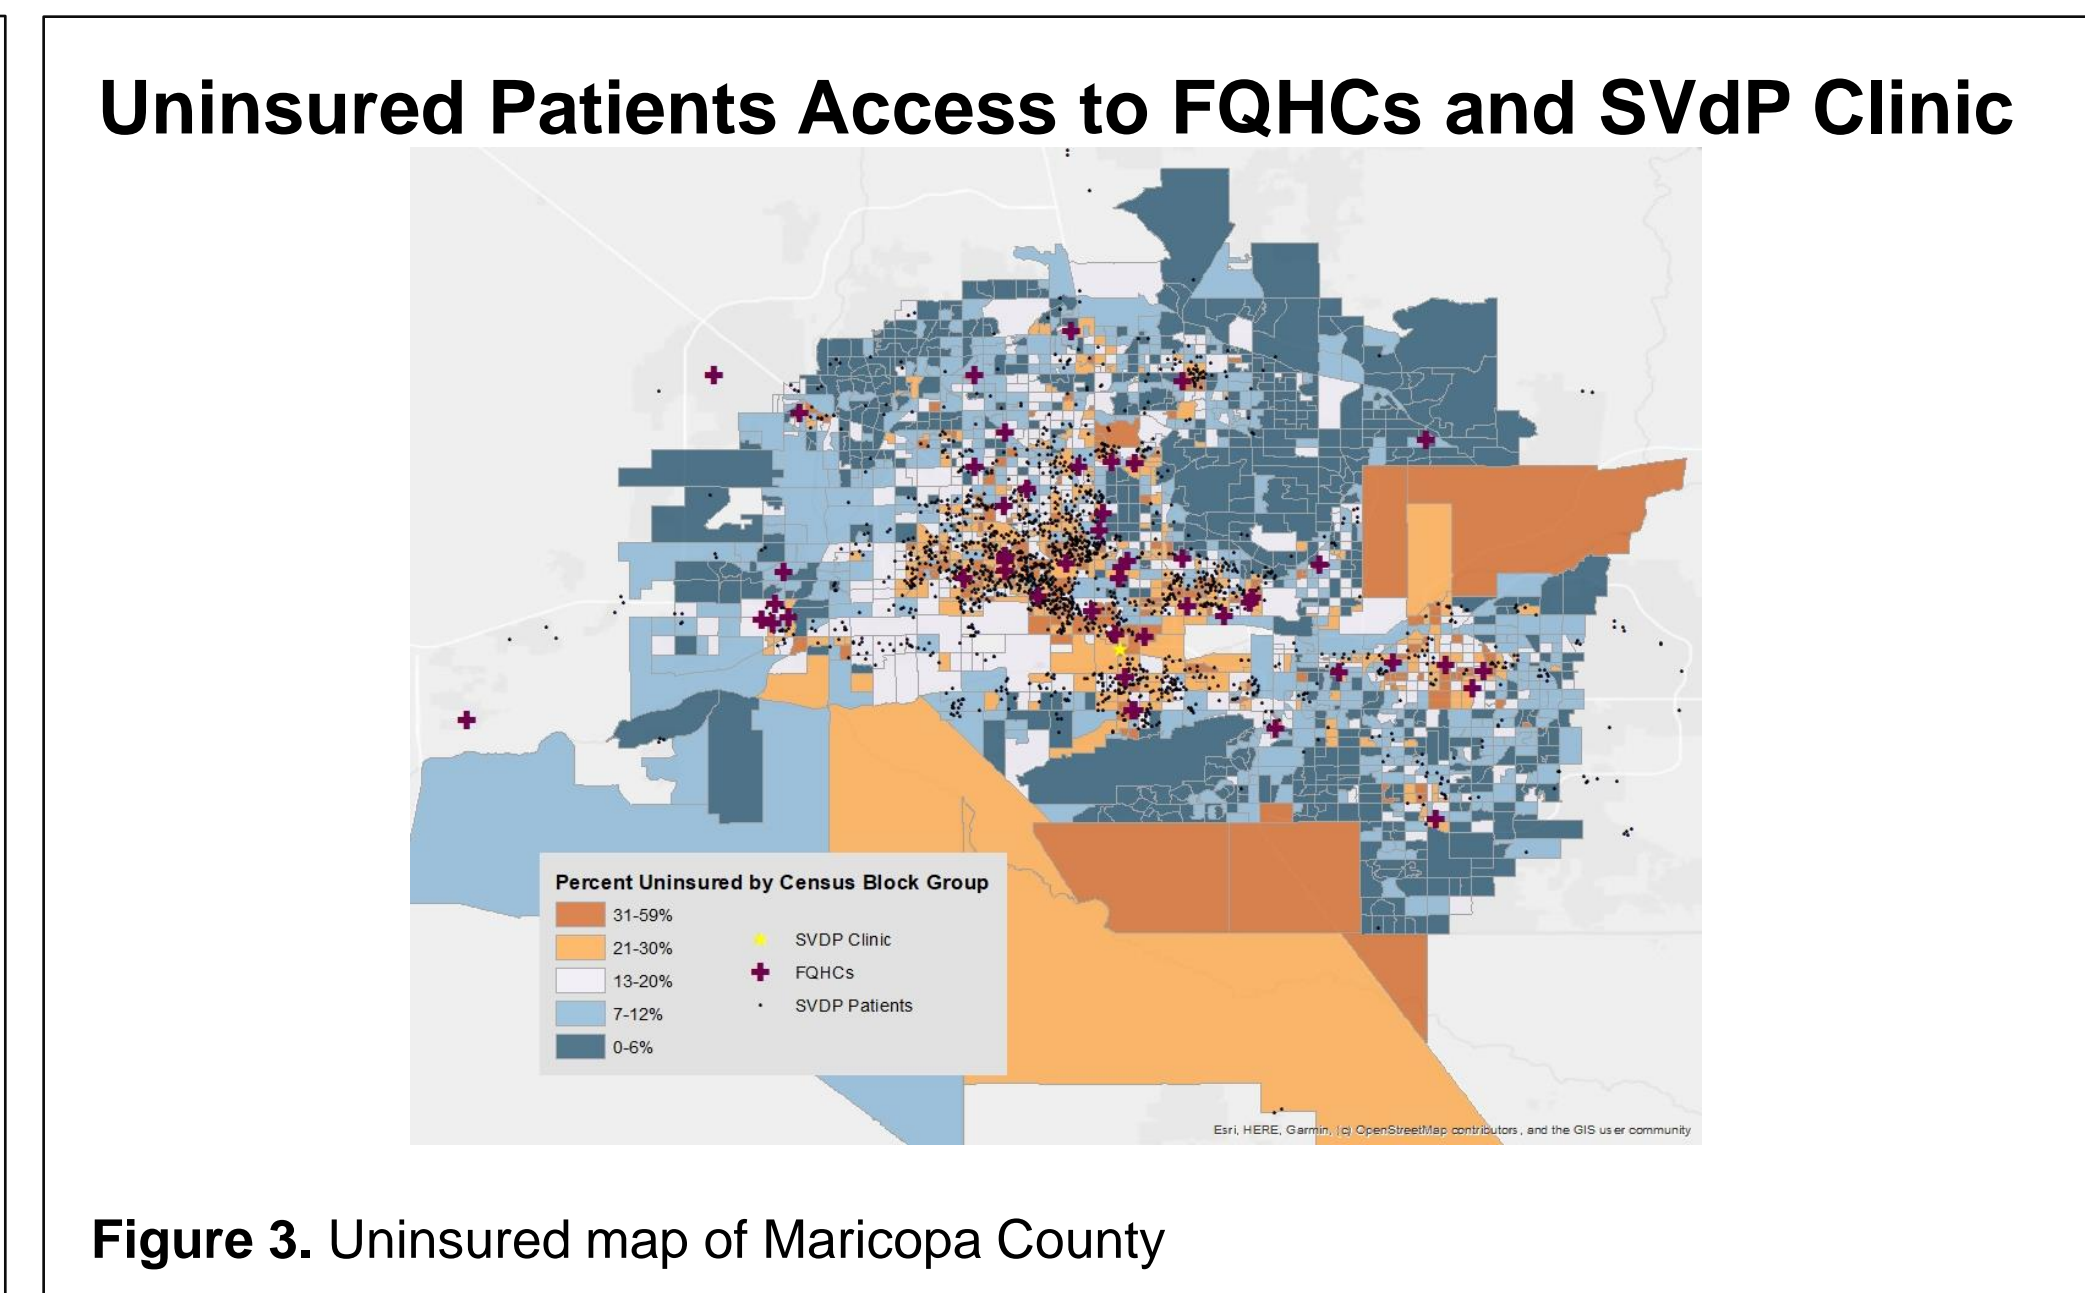 Uninsured Patients Access to FQHCs and SVdP Clinic
Percent Uninsured by Census Block Group
31-59%
21-30%
13-20%
7-12%
0-6%
SVDP Clinic
FQHCs
SVDP Patients
Esri, HERE, Garmin, (c) OpenStreetMap contributors, and the GIS user community
Figure 3. Uninsured map of Maricopa County